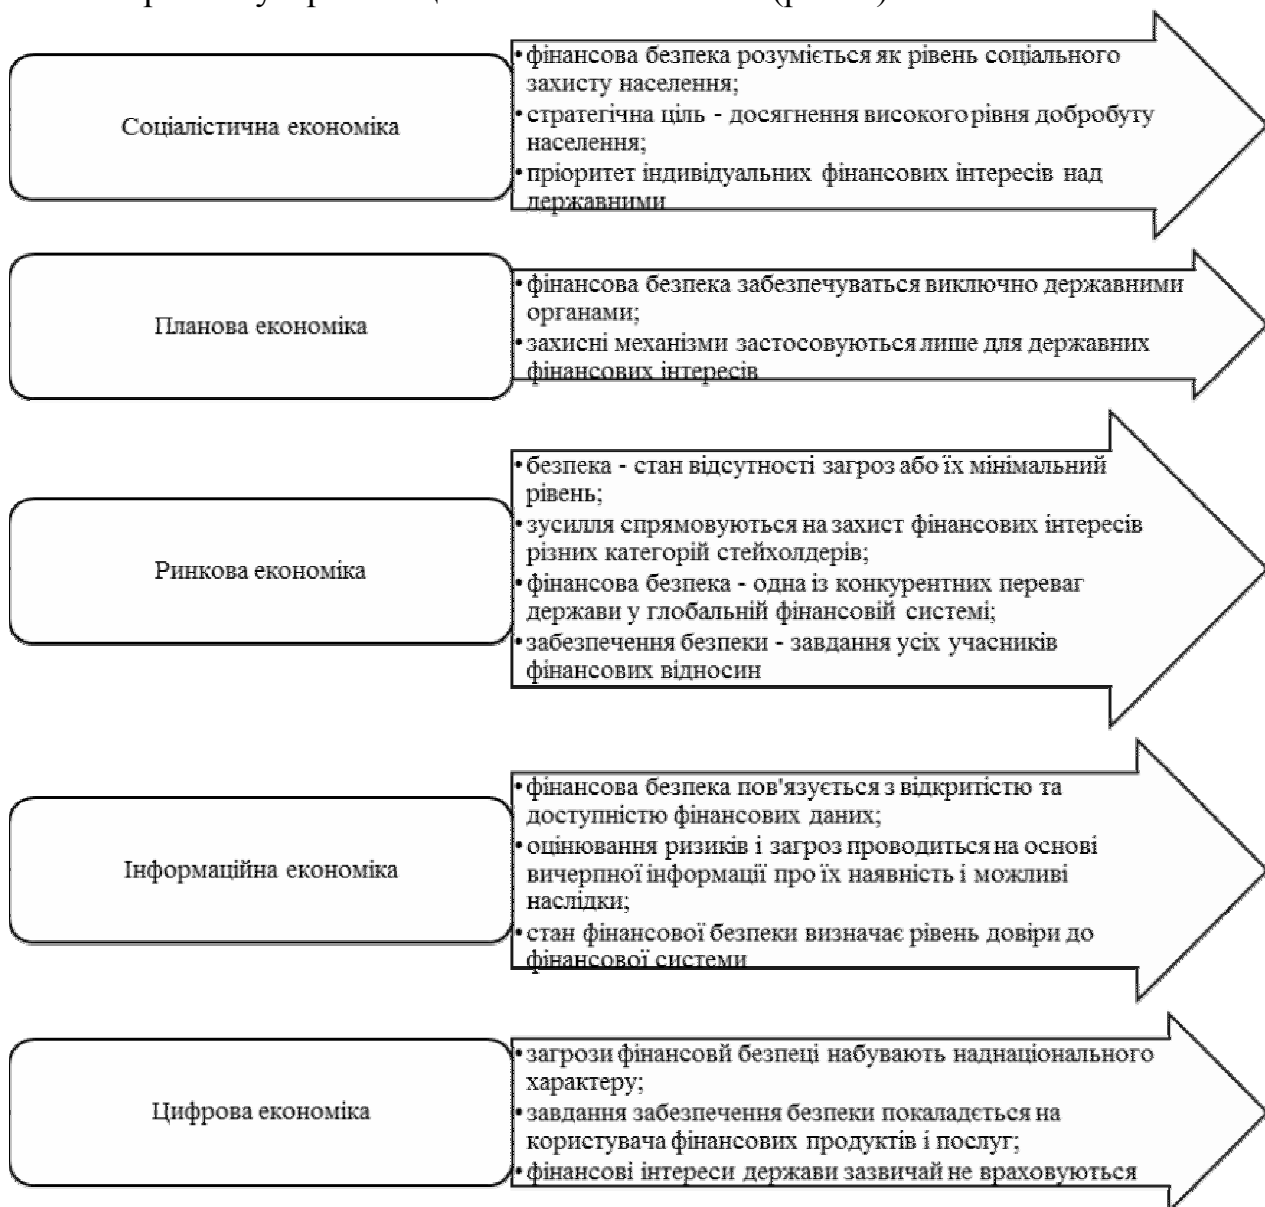 Соціалістична економіка
•фінансова безпека розуміється як рівень соціального
захисту населення;
•стратегічна ціль - досягнення високого рівня добробуту
населення;
•пріоритет індивідуальних фінансових інтересів над
державними
Планова економіка
•фінансова безпека забезпечуваться виключно державними
органами;
•захисні механізми застосовуються лише для державних
фінансових інтересів
Ринкова економіка
•безпека - стан відсутності загроз або їх мінімальний
рівень;
•зусилля спрямовуються на захист фінансових інтересів
різних категорій стейхолдерів;
•фінансова безпека - одна із конкурентних переваг
держави у глобальній фінансовій системі;
•забезпечення безпеки - завдання усіх учасників
фінансових відносин
Інформаційна економіка
•фінансова безпека пов'язується з відкритістю та
доступністю фінансових даних;
•оцінювання ризиків і загроз проводиться на основі
вичерпної інформації про їх наявність і можливі
наслідки;
•стан фінансової безпеки визначає рівень довіри до
фінансової системи
Цифрова економіка
•загрози фінансовй безпеці набувають наднаціонального
характеру;
•завдання забезпечення безпеки покаладється на
користувача фінансових продуктів і послуг;
•фінансові інтереси держави зазвичай не враховуються